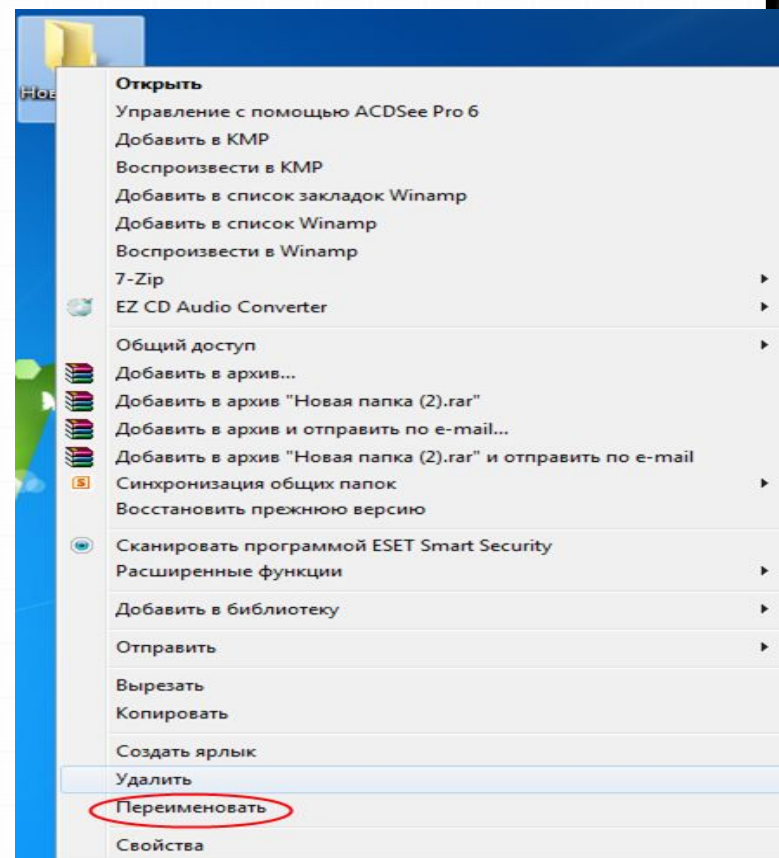 Нов
Открыть
Управление с помощью ACDSee Pro 6
Добавить в KMP
Воспроизвести в KMP
Добавить в список закладок Winamp
Добавить в список Winamp
Воспроизвести в Winamp
7-Zip
EZ CD Audio Converter
Общий доступ
Добавить в архив...
Добавить в архив "Новая папка (2).rar"
Добавить в архив и отправить по e-mail...
Добавить в архив "Новая папка (2).rar" и отправить по e-mail
S Синхронизация общих папок
Восстановить прежнюю версию
Сканировать программой ESET Smart Security
Расширенные функции
Добавить в библиотеку
Отправить
Вырезать
Копировать
Создать ярлык
Удалить
Переименовать
Свойства